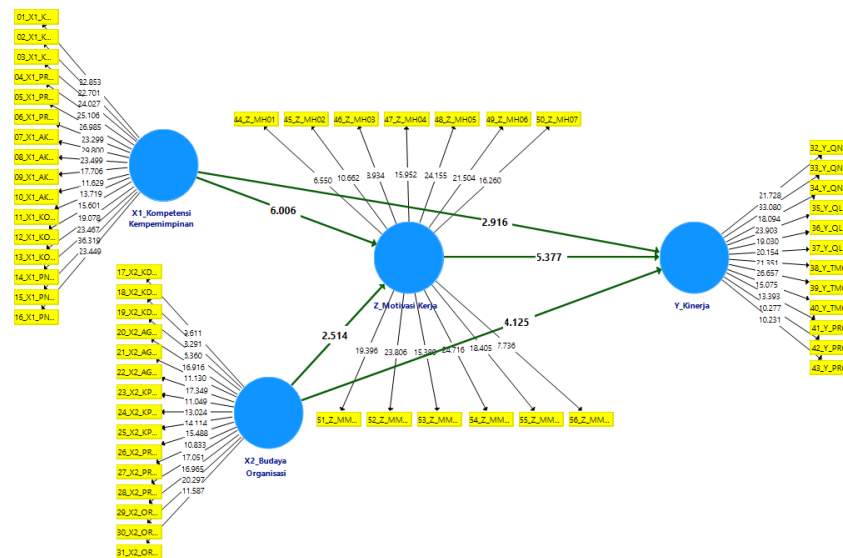 01_X1_K...
02_X1_K...
03_X1_K...
04_X1_PR...
05_X1_PR...
06_X1_PR...
07_X1_AK...
08_X1_AK...
09_X1_AK...
10_X1_AK...
11_X1_KO...
12_X1_KO...
13_X1_KO...
14_X1_PN...
15_X1_PN...
16_X1_PN...
32.853
22.701
24.027
25.106
26.985
23.299
29.800
23.499
17.706
11.629
13.719
15.601
19.078
23.467
36.319
23.449
X1_Kompetensi
Kempemimpinan
44_Z_MH01
45_Z_MH02
46_Z_MH03
47_Z_MH04
48_Z_MH05
49_Z_MH06
50_Z_MH07
6.550
10.662
3.934
15.952
24.155
21.504
16.260
6.006
2.916
Z_Motivasi Kerja
5.377
2.514
4.125
17_X2_KD...
18_X2_KD...
19_X2_KD...
20_X2_AG...
21_X2_AG...
22_X2_AG...
23_X2_KP...
24_X2_KP...
25_X2_KP...
26_X2_PR...
27_X2_PR...
28_X2_PR...
29_X2_OR...
30_X2_OR...
31_X2_OR...
3.291
5.360
16.916
11.130
17.349
11.049
13.024
14.114
15.488
10.833
17.051
16.965
20.297
11.587
X2_Budaya
Organisasi
19.396
23.806
24.716
18.405
7.736
51_Z_MM...
52_Z_MM...
53_Z_MM...
54_Z_MM...
55_Z_MM...
56_Z_MM...
32_Y_QN
33_Y_QN
34_Y_QN
35_Y_QL
36_Y_QL
37_Y_QL
38_Y_TM
39_Y_TM
40_Y_TM
41_Y_PR
42_Y_PR
43_Y_PR
21.728
33.080
18.094
23.903
19.030
20.154
21.351
26.657
15.075
13.393
10.277
10.231
Y_Kinerja